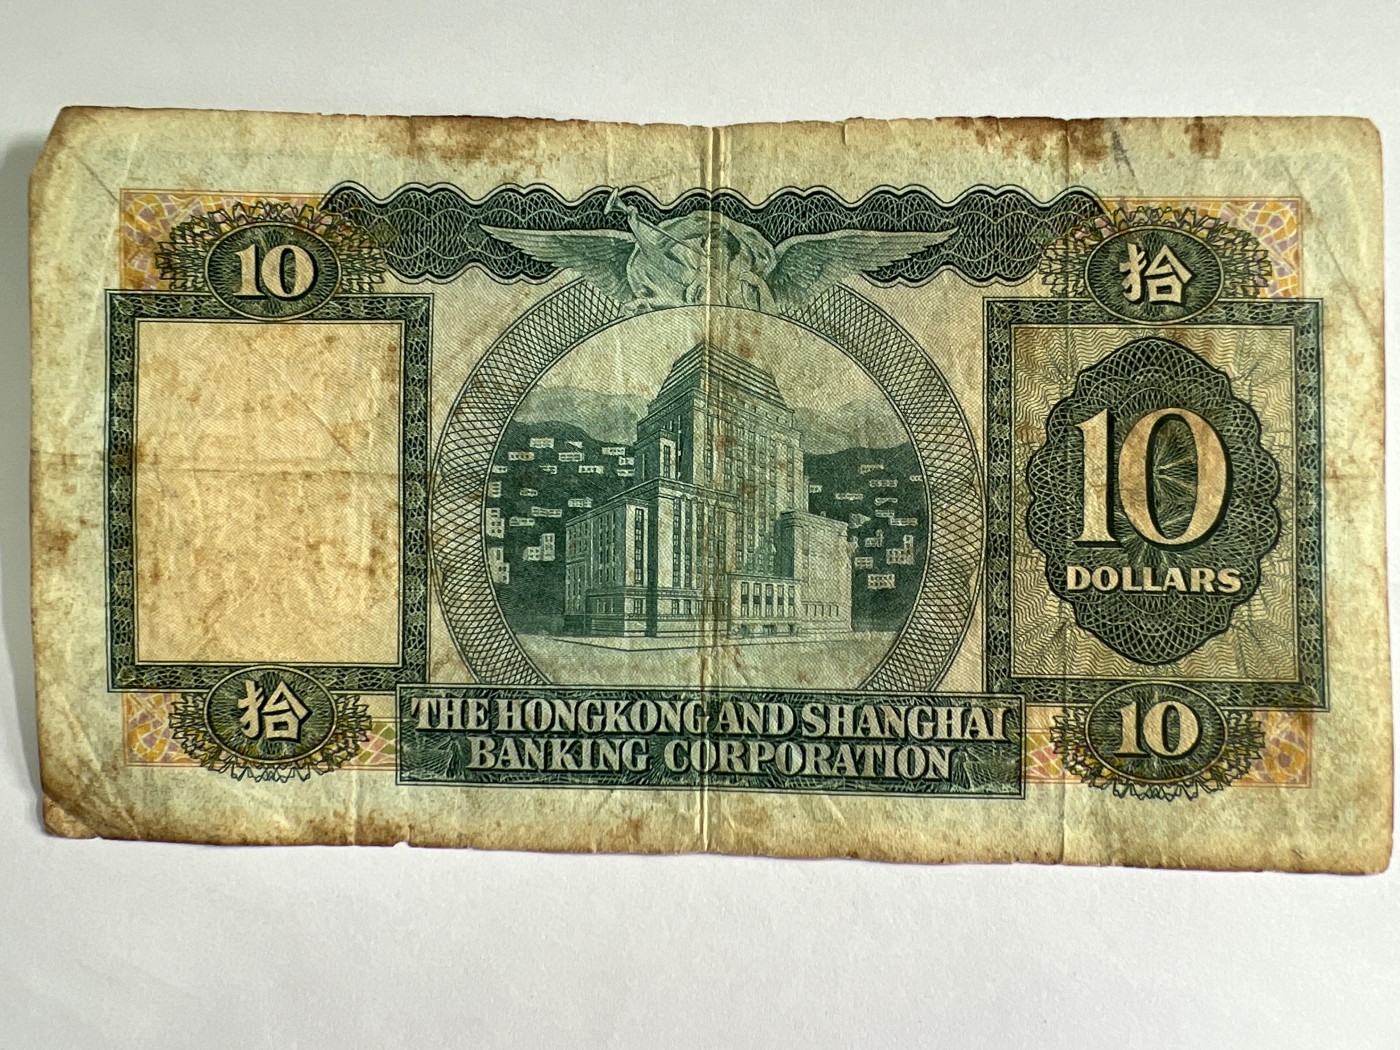 10
拾
10
DOLLARS
拾
THE HONGKONG AND SHANGHAI
BANKING CORPORATION
10